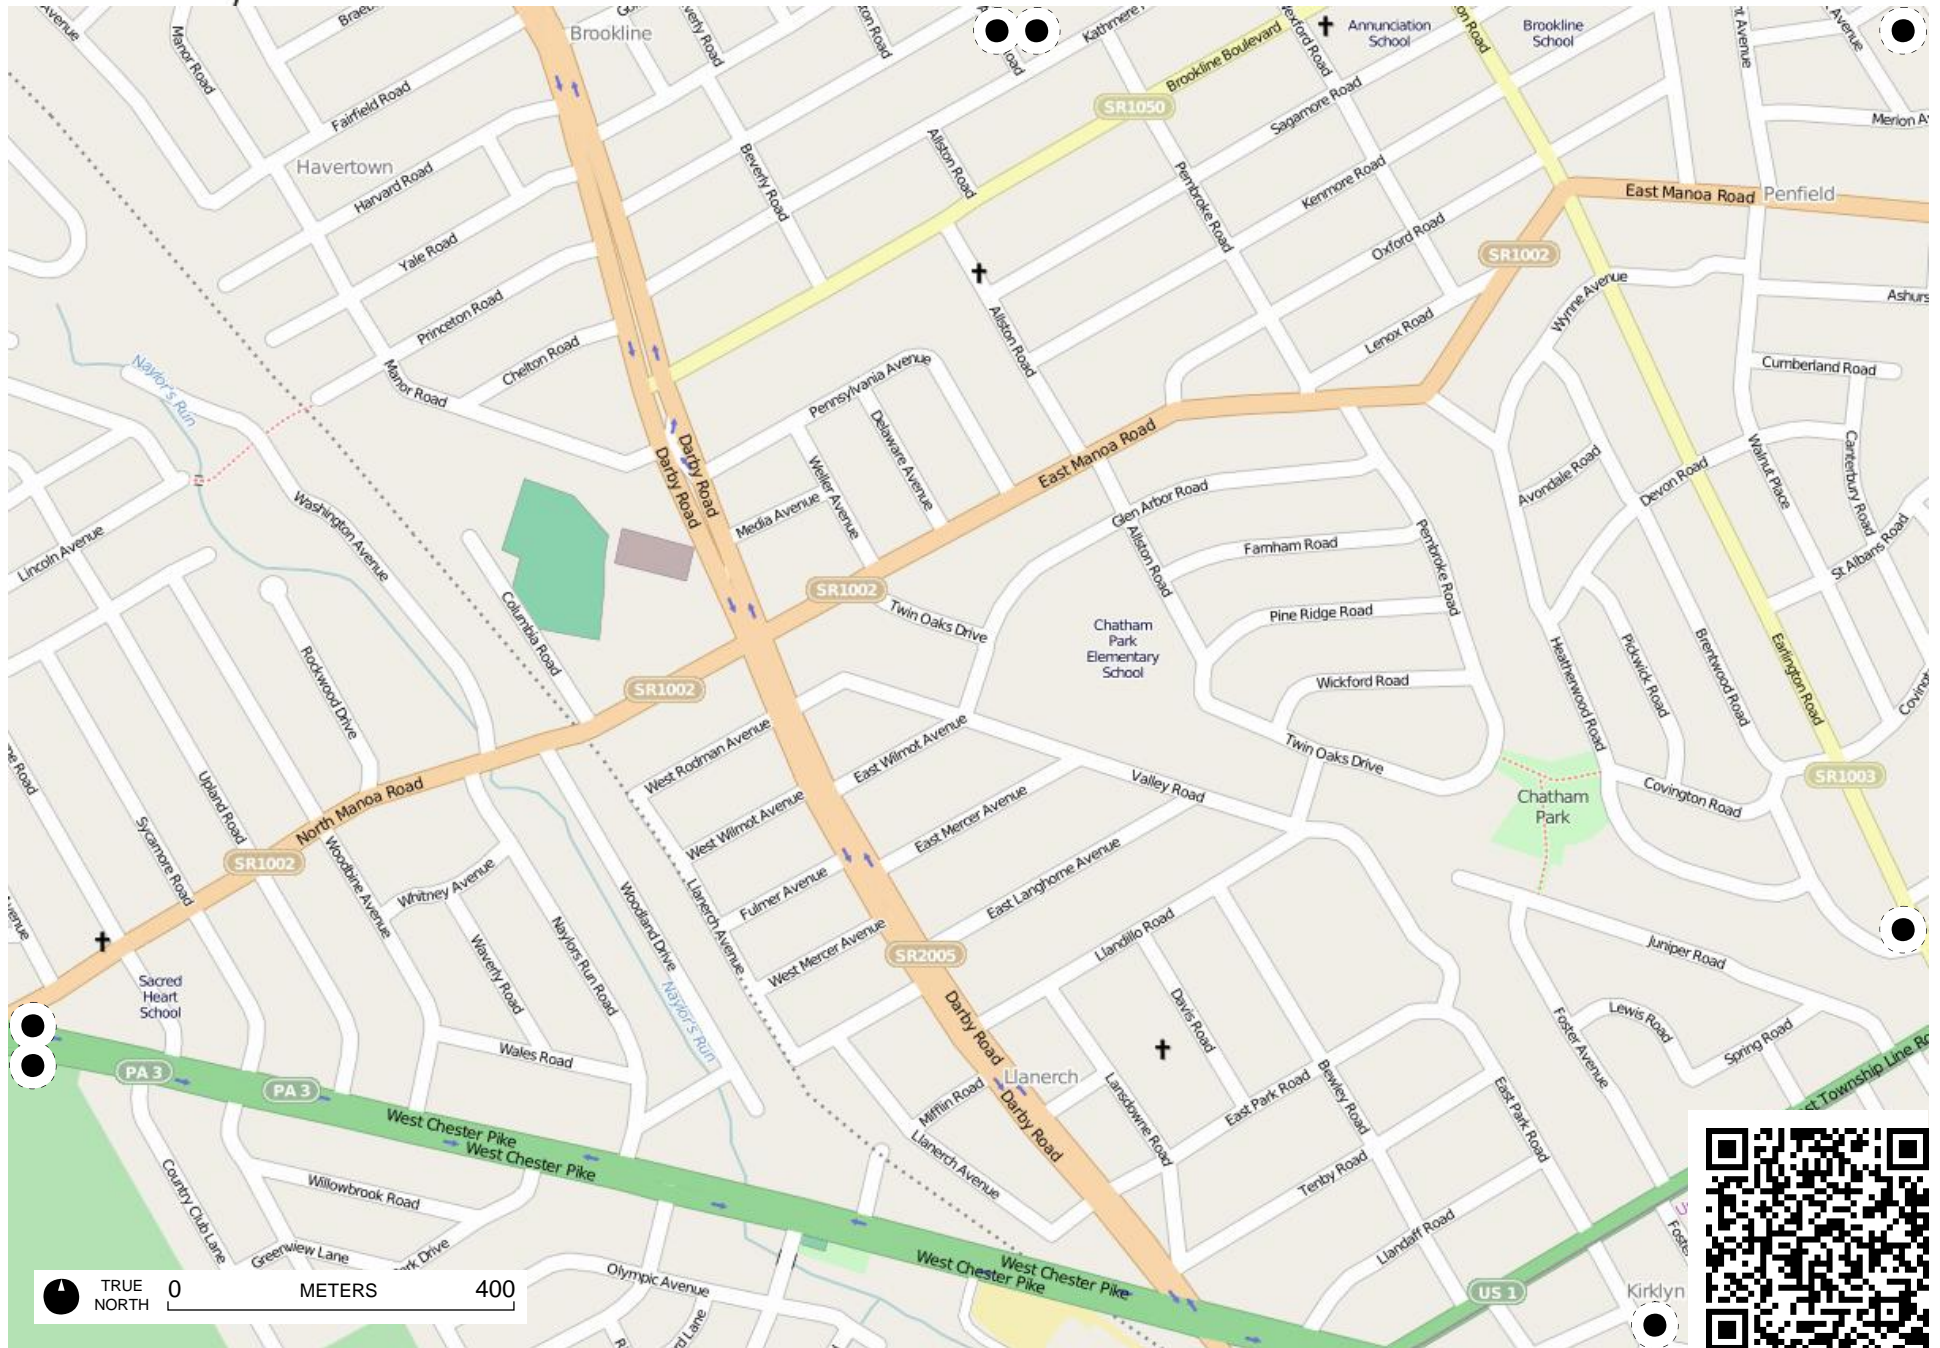 Brookline
Annunciation
School
Brookline
School
Manor Road
Fairfield Road
Kathmere
Brookline Boulevard
SR1050
Sagamore Road
Merion A
Havertown
Harvard Road
Beverly Road
Allston Road
Pembroke Road
Kenmore Road
East Manoa Road
Penfield
Yale Road
Oxford Road
SR1002
Wynne Avenue
Ashurs
Princeton Road
Chelton Road
Allston Road
Lenox Road
Cumberland Road
Naylor's Run
Manor Road
Pennsylvania Avenue
Delaware Avenue
Darby Road
Darby Road
Weller Avenue
East Manoa Road
Avondale Road
Devon Road
Walnut Place
Canterbury Road
Washington Avenue
Media Avenue
Glen Arbor Road
Lincoln Avenue
Allston Road
Farnham Road
Pembroke Road
St Albans Road
SR1002
Columbia Road
Twin Oaks Drive
Chatham
Park
Elementary
School
Pine Ridge Road
Heatherwood Road
Pickwick Road
Brentwood Road
Earlington Road
Covingt
Rockwood Drive
SR1002
Wickford Road
West Rodman Avenue
East Wilmot Avenue
Twin Oaks Drive
Valley Road
Upland Road
North Manoa Road
West Wilmot Avenue
East Mercer Avenue
Chatham
Park
Covington Road
SR1003
Sycamore Road
SR1002
Woodbine Avenue
Whitney Avenue
Fulmer Avenue
East Langhorne Avenue
Woodland Drive
Llanerch Avenue
West Mercer Avenue
SR2005
Llandillo Road
Juniper Road
Sacred
Heart
School
Waverly Road
Naylors Run Road
Naylor's Run
Darby Road
Davis Road
Lewis Road
Foster Avenue
Spring Road
Wales Road
PA 3
PA 3
Llanerch
Mifflin Road
Darby Road
Lansdowne Road
East Park Road
Bewley Road
East Park Road
st Township Line Ro
West Chester Pike
West Chester Pike
Llanerch Avenue
Country Club Lane
Willowbrook Road
Tenby Road
Llandaff Road
Greenview Lane
rk Drive
Olympic Avenue
West Chester Pike
West Chester Pike
US 1
Kirklyn
TRUE
NORTH
0 METERS 400